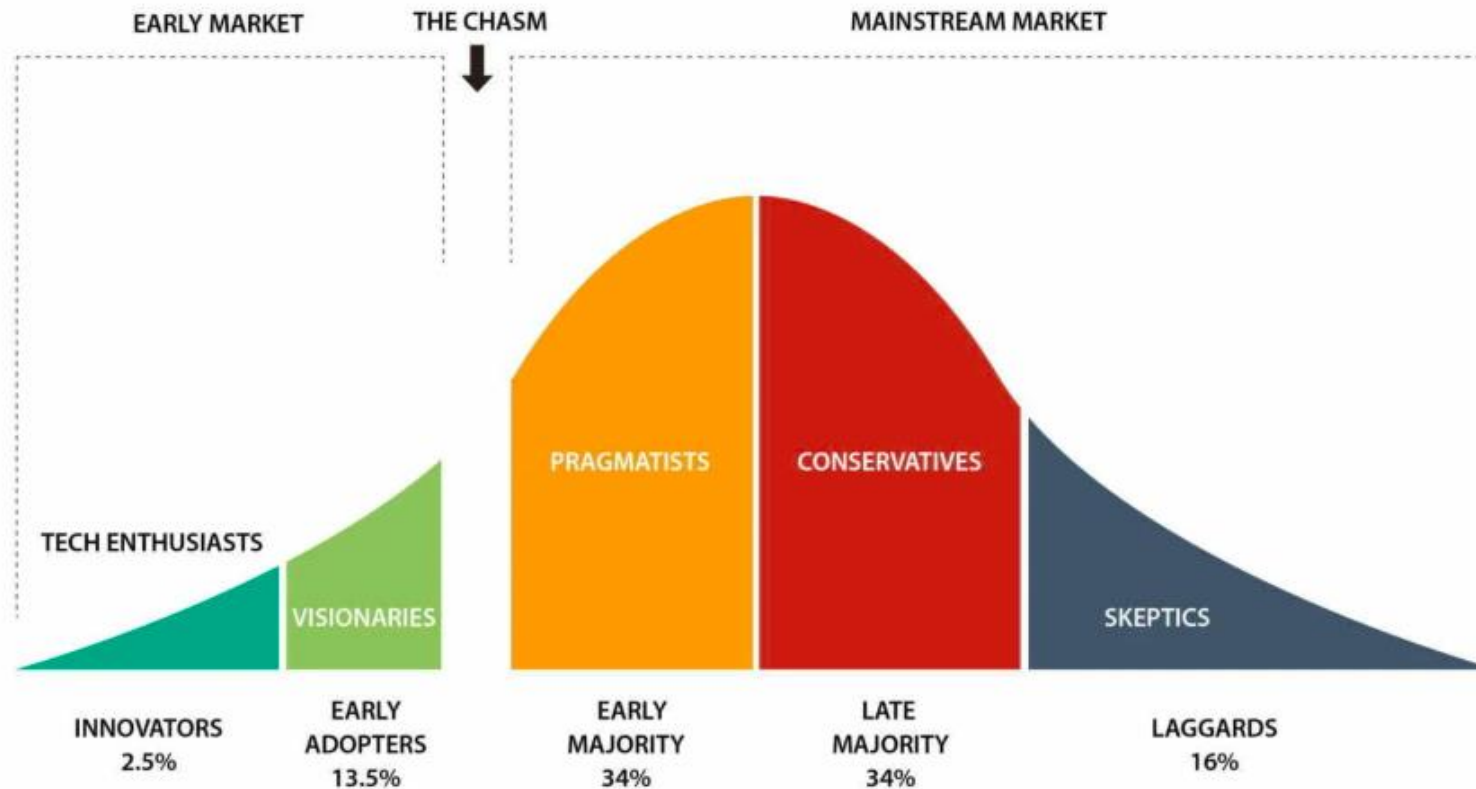 EARLY MARKET
THE CHASM
MAINSTREAM MARKET
TECH ENTHUSIASTS
VISIONARIES
PRAGMATISTS
CONSERVATIVES
SKEPTICS
INNOVATORS
2.5%
EARLY
ADOPTERS
13.5%
EARLY
MAJORITY
34%
LATE
MAJORITY
34%
LAGGARDS
16%